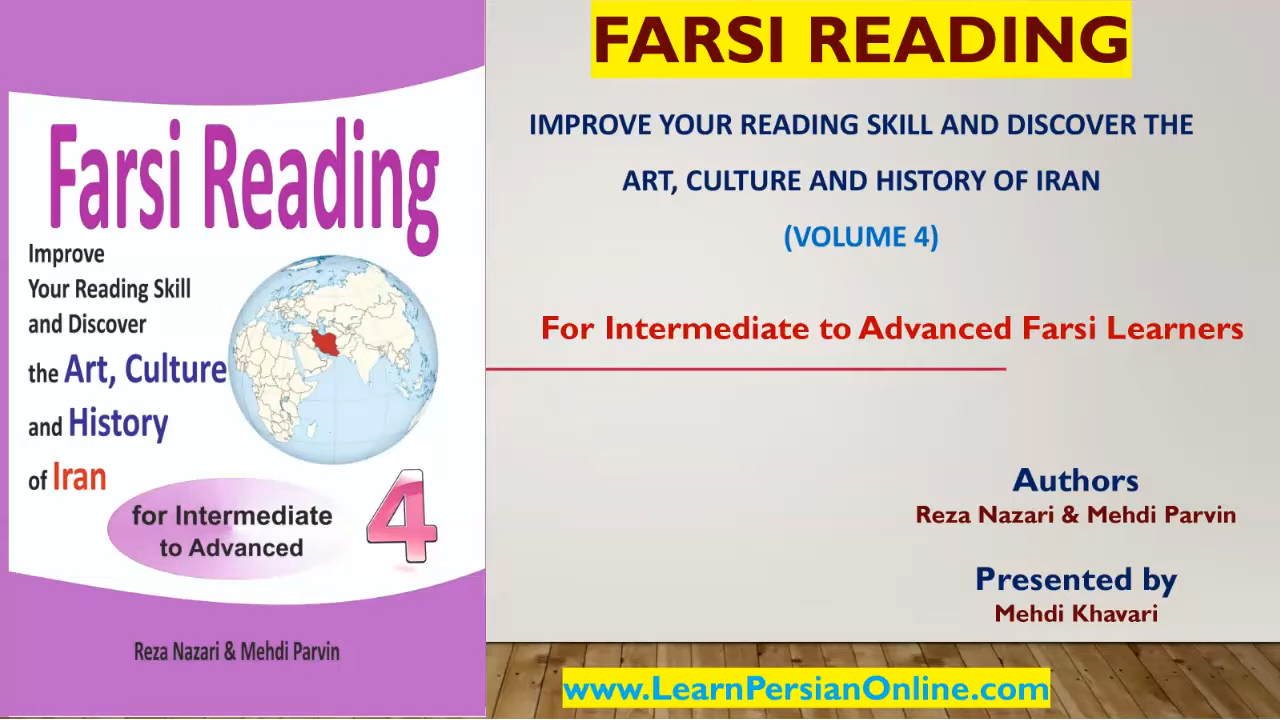 Farsi Reading
Improve
Your Reading Skill
and Discover
the Art, Culture
and History
of Iran
for Intermediate
to Advanced
4
Reza Nazari & Mehdi Parvin
FARSI READING
IMPROVE YOUR READING SKILL AND DISCOVER THE
ART, CULTURE AND HISTORY OF IRAN
(VOLUME 4)
For Intermediate to Advanced Farsi Learners
Authors
Reza Nazari & Mehdi Parvin
Presented by
Mehdi Khavari
www.LearnPersianOnline.com